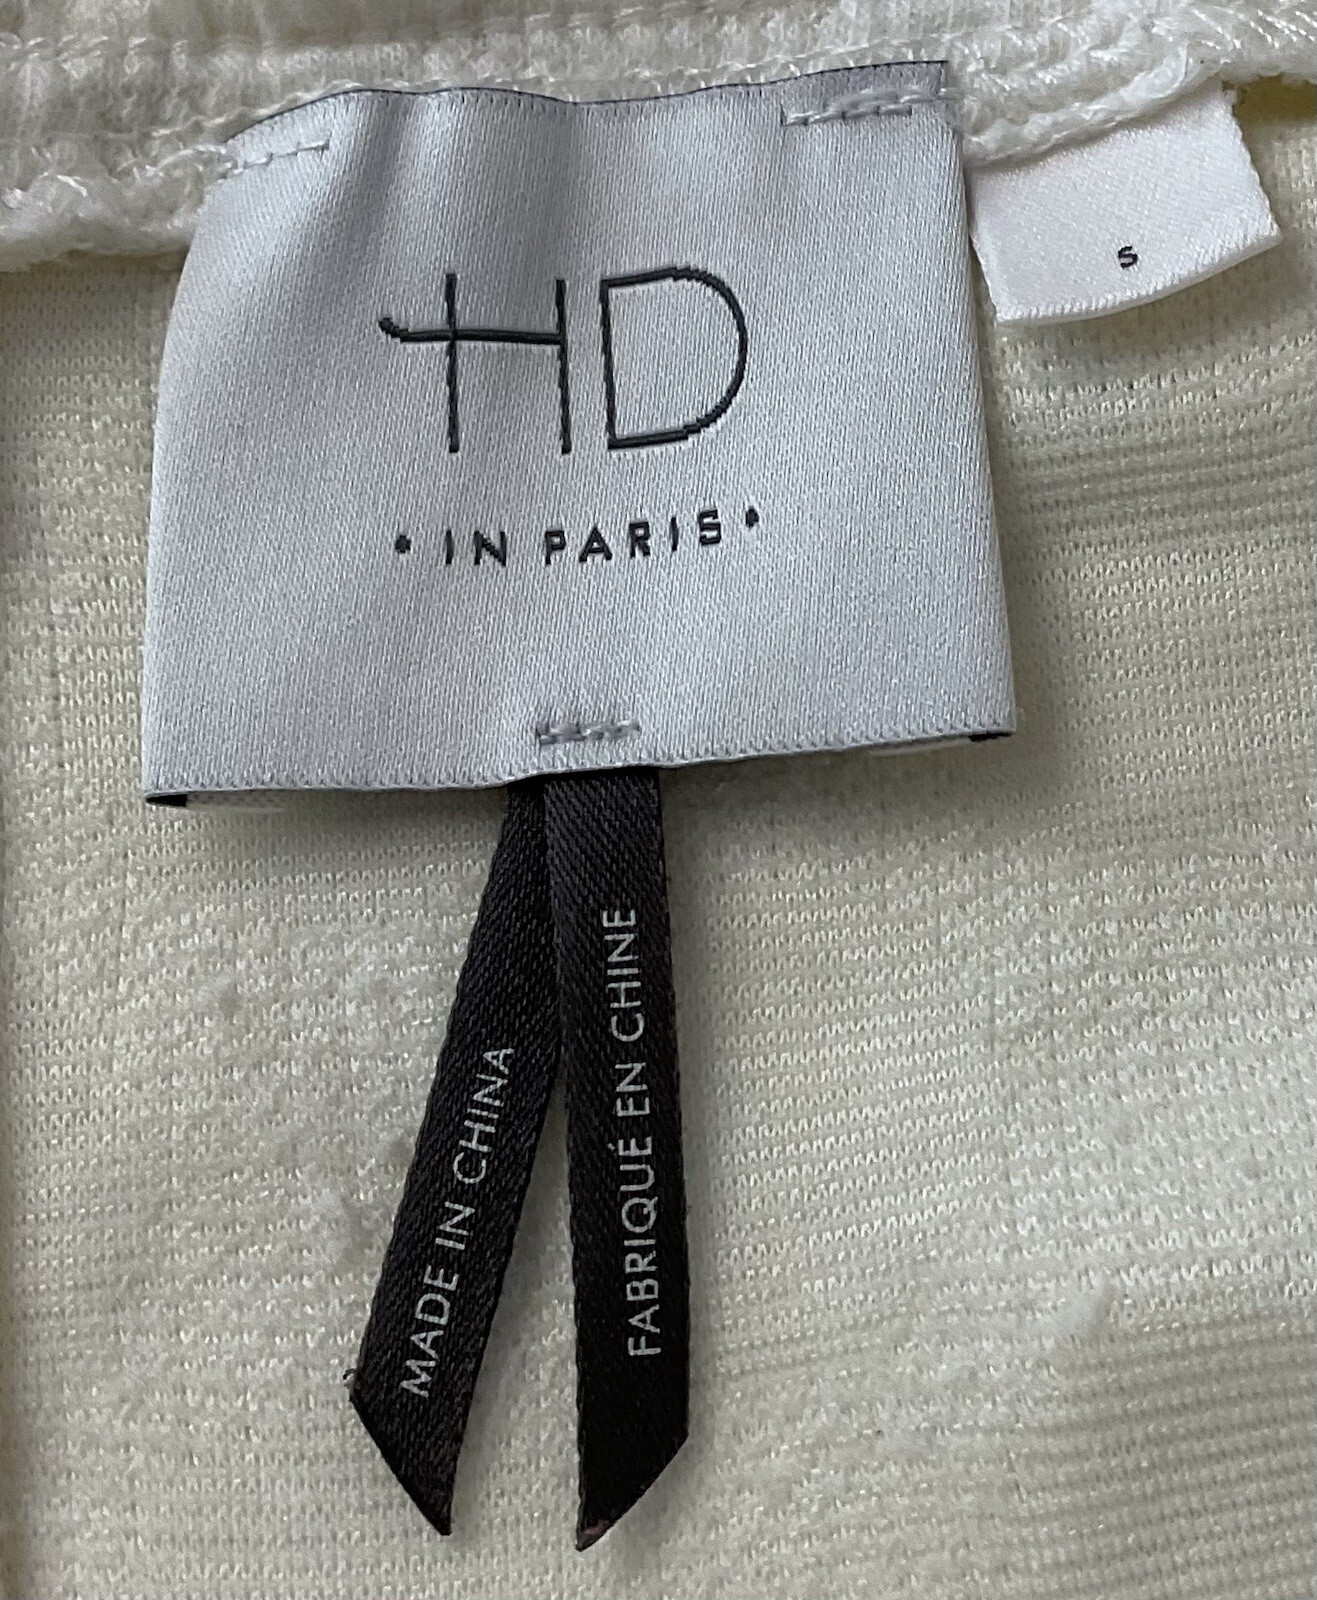 HD
• IN PARIS •
S
MADE IN CHINA
FABRIQUÉ EN CHINE